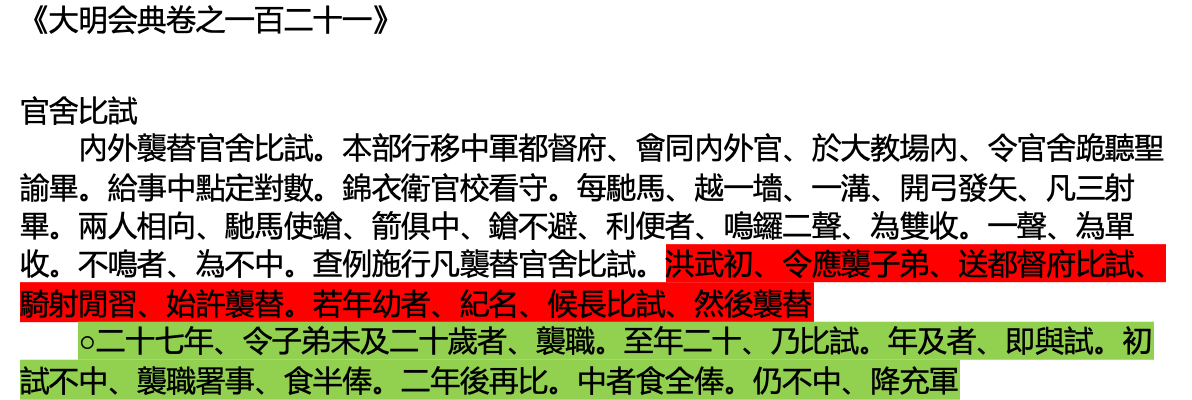 《大明会典卷之一百二十一》
官舍比試
內外襲替官舍比試。本部行移中軍都督府、會同內外官、於大教場內、令官舍跪聽聖
諭畢。給事中點定對數。錦衣衛官校看守。每馳馬、越一墻、一溝、開弓發矢、凡三射
畢。兩人相向、馳馬使鎗、箭俱中、鎗不避、利便者、鳴鑼二聲、為雙收。一聲、為單
收。不鳴者、為不中。查例施行凡襲替官舍比試。洪武初、令應襲子弟、送都督府比試、
騎射閒習、始許襲替。若年幼者、紀名、候長比試、然後襲替
○二十七年、令子弟未及二十歲者、襲職。至年二十、乃比試。年及者、即與試。初
試不中、襲職署事、食半俸。二年後再比。中者食全俸。仍不中、降充軍